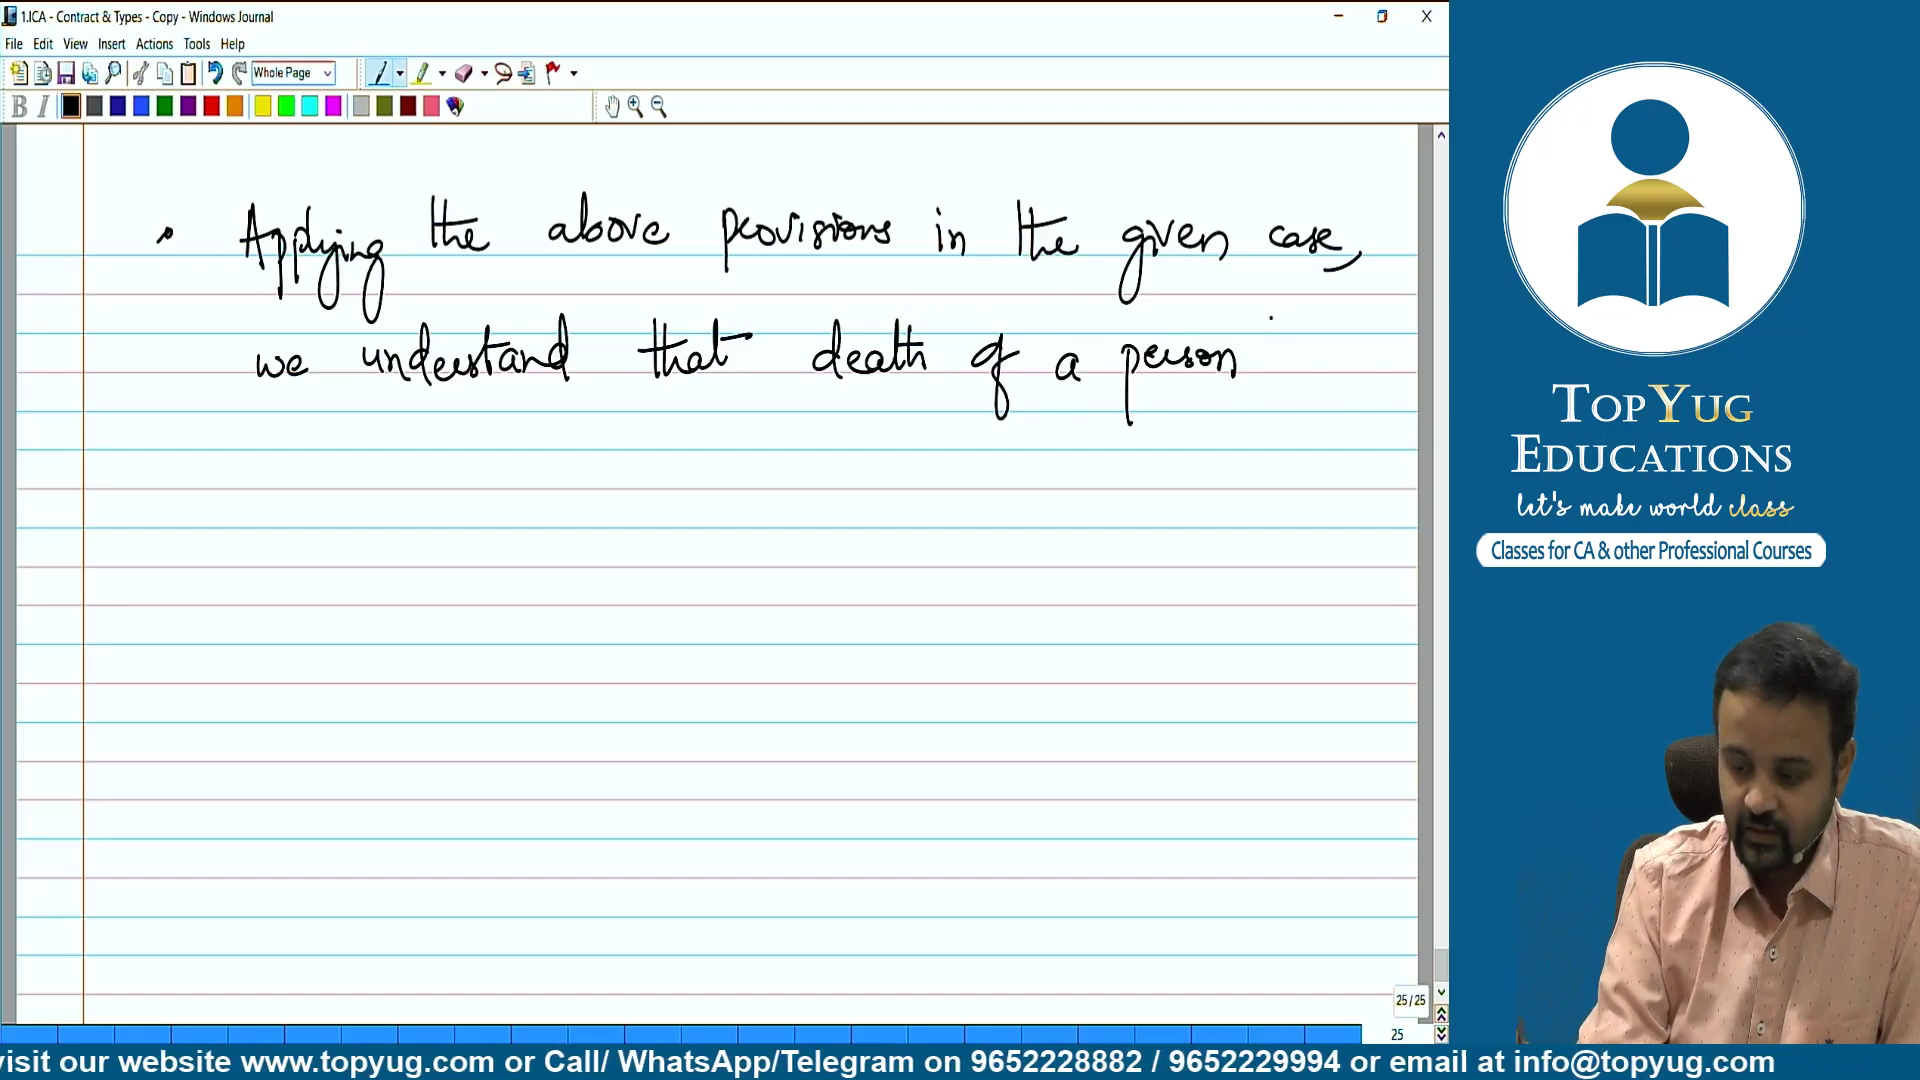 1.ICA - Contract & Types - Copy - Windows Journal
File Edit View Insert Actions Tools Help
Whole Page
B I
• Applying the above provisions in the given case,
we understand that death of a person
25/25
25
TOPYUG
EDUCATIONS
let's make world class
Classes for CA & other Professional Courses
visit our website www.topyug.com or Call/ WhatsApp/Telegram on 9652228882 / 9652229994 or email at info@topyug.com